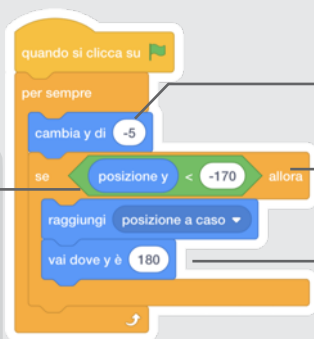 quando si clicca su
per sempre
cambia y di -5
se posizione y < -170 allora
raggiungi posizione a caso
vai dove y è 180